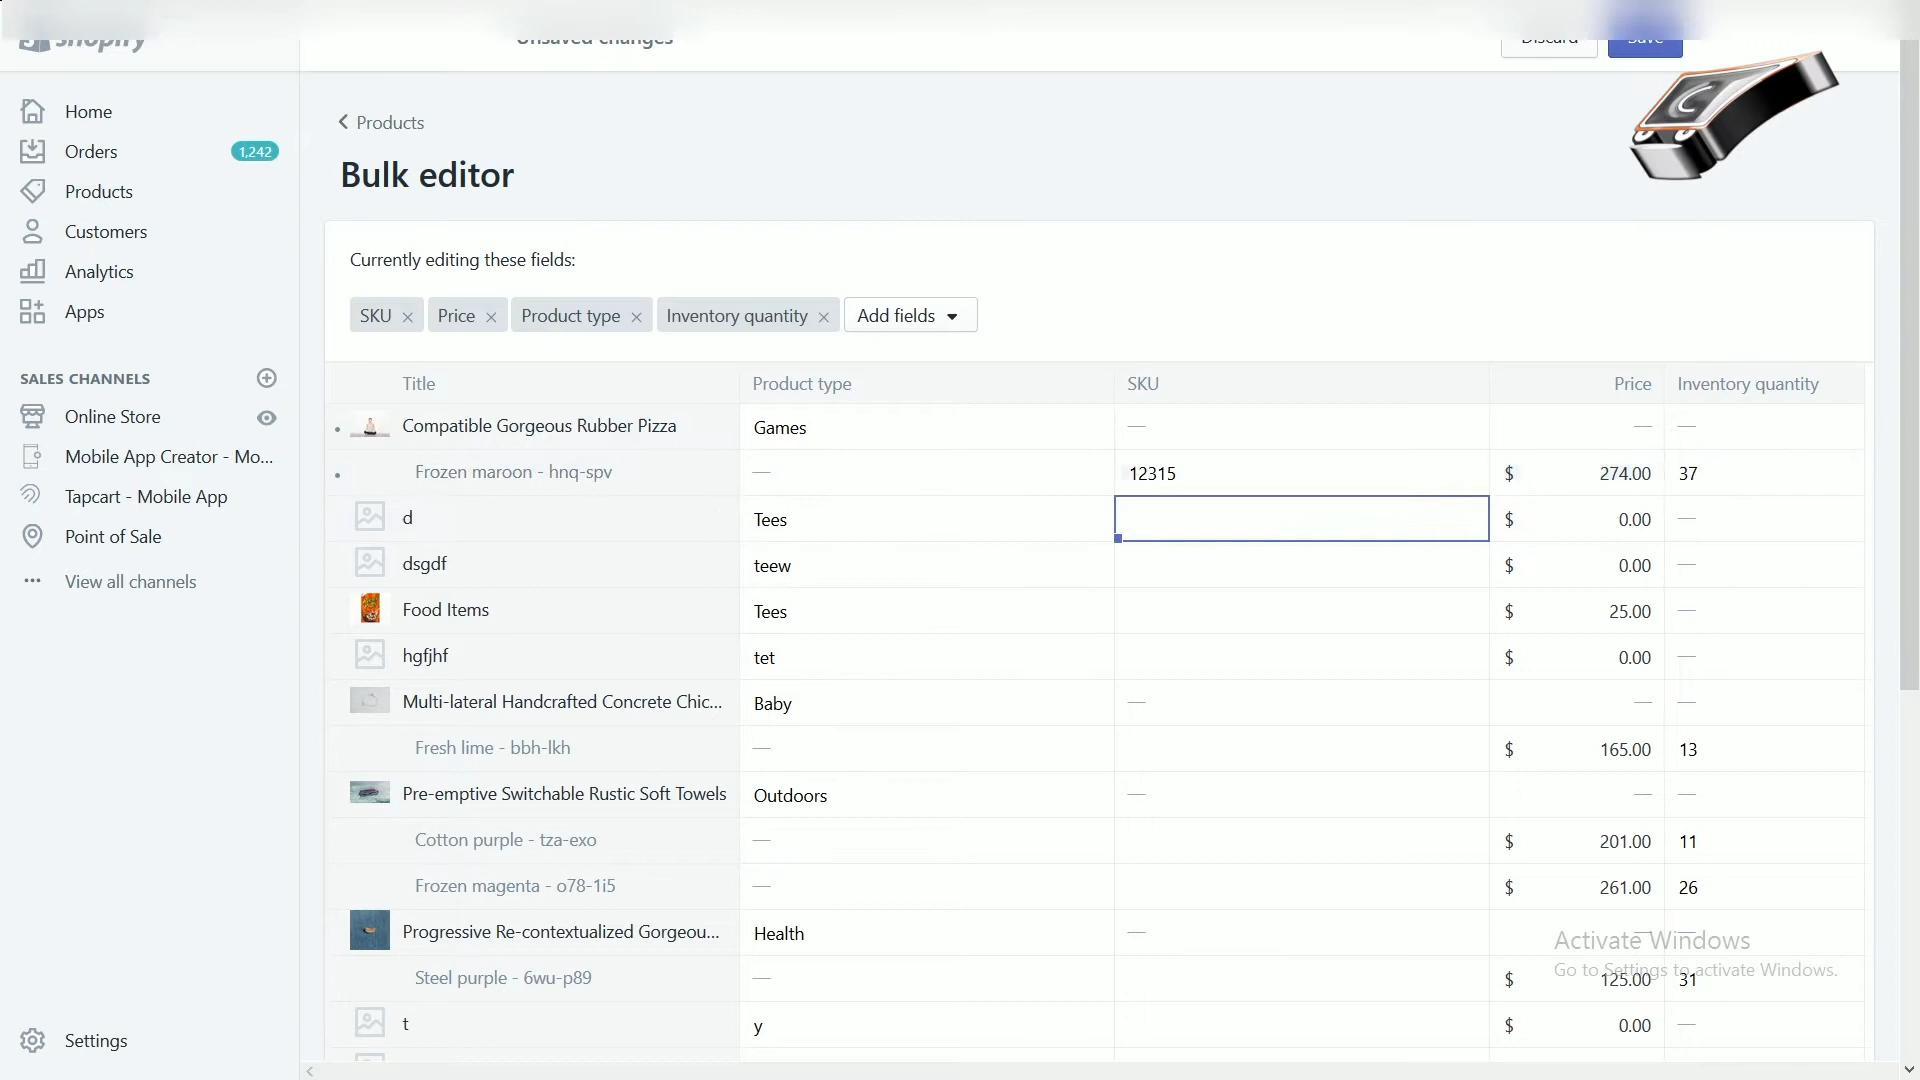 shopify
Unsaved changes
Discard
Save
Home
Orders
1,242
Products
Customers
Analytics
Apps
SALES CHANNELS
Online Store
Mobile App Creator - Mo...
Tapcart - Mobile App
Point of Sale
View all channels
Settings
Products
Bulk editor
Currently editing these fields:
SKU Price Product type Inventory quantity Add fields
Title Product type SKU Price Inventory quantity
Compatible Gorgeous Rubber Pizza Games — — —
Frozen maroon - hnq-spv — 12315 $ 274.00 37
d Tees $ 0.00 —
dsgdf teew $ 0.00 —
Food Items Tees $ 25.00 —
hgfjhf tet $ 0.00 —
Multi-lateral Handcrafted Concrete Chic... Baby — — —
Fresh lime - bbh-lkh — $ 165.00 13
Pre-emptive Switchable Rustic Soft Towels Outdoors — — —
Cotton purple - tza-exo — $ 201.00 11
Frozen magenta - o78-1i5 — $ 261.00 26
Progressive Re-contextualized Gorgeou... Health — — —
Steel purple - 6wu-p89 — $ 125.00 31
t y $ 0.00 —
Activate Windows
Go to Settings to activate Windows.